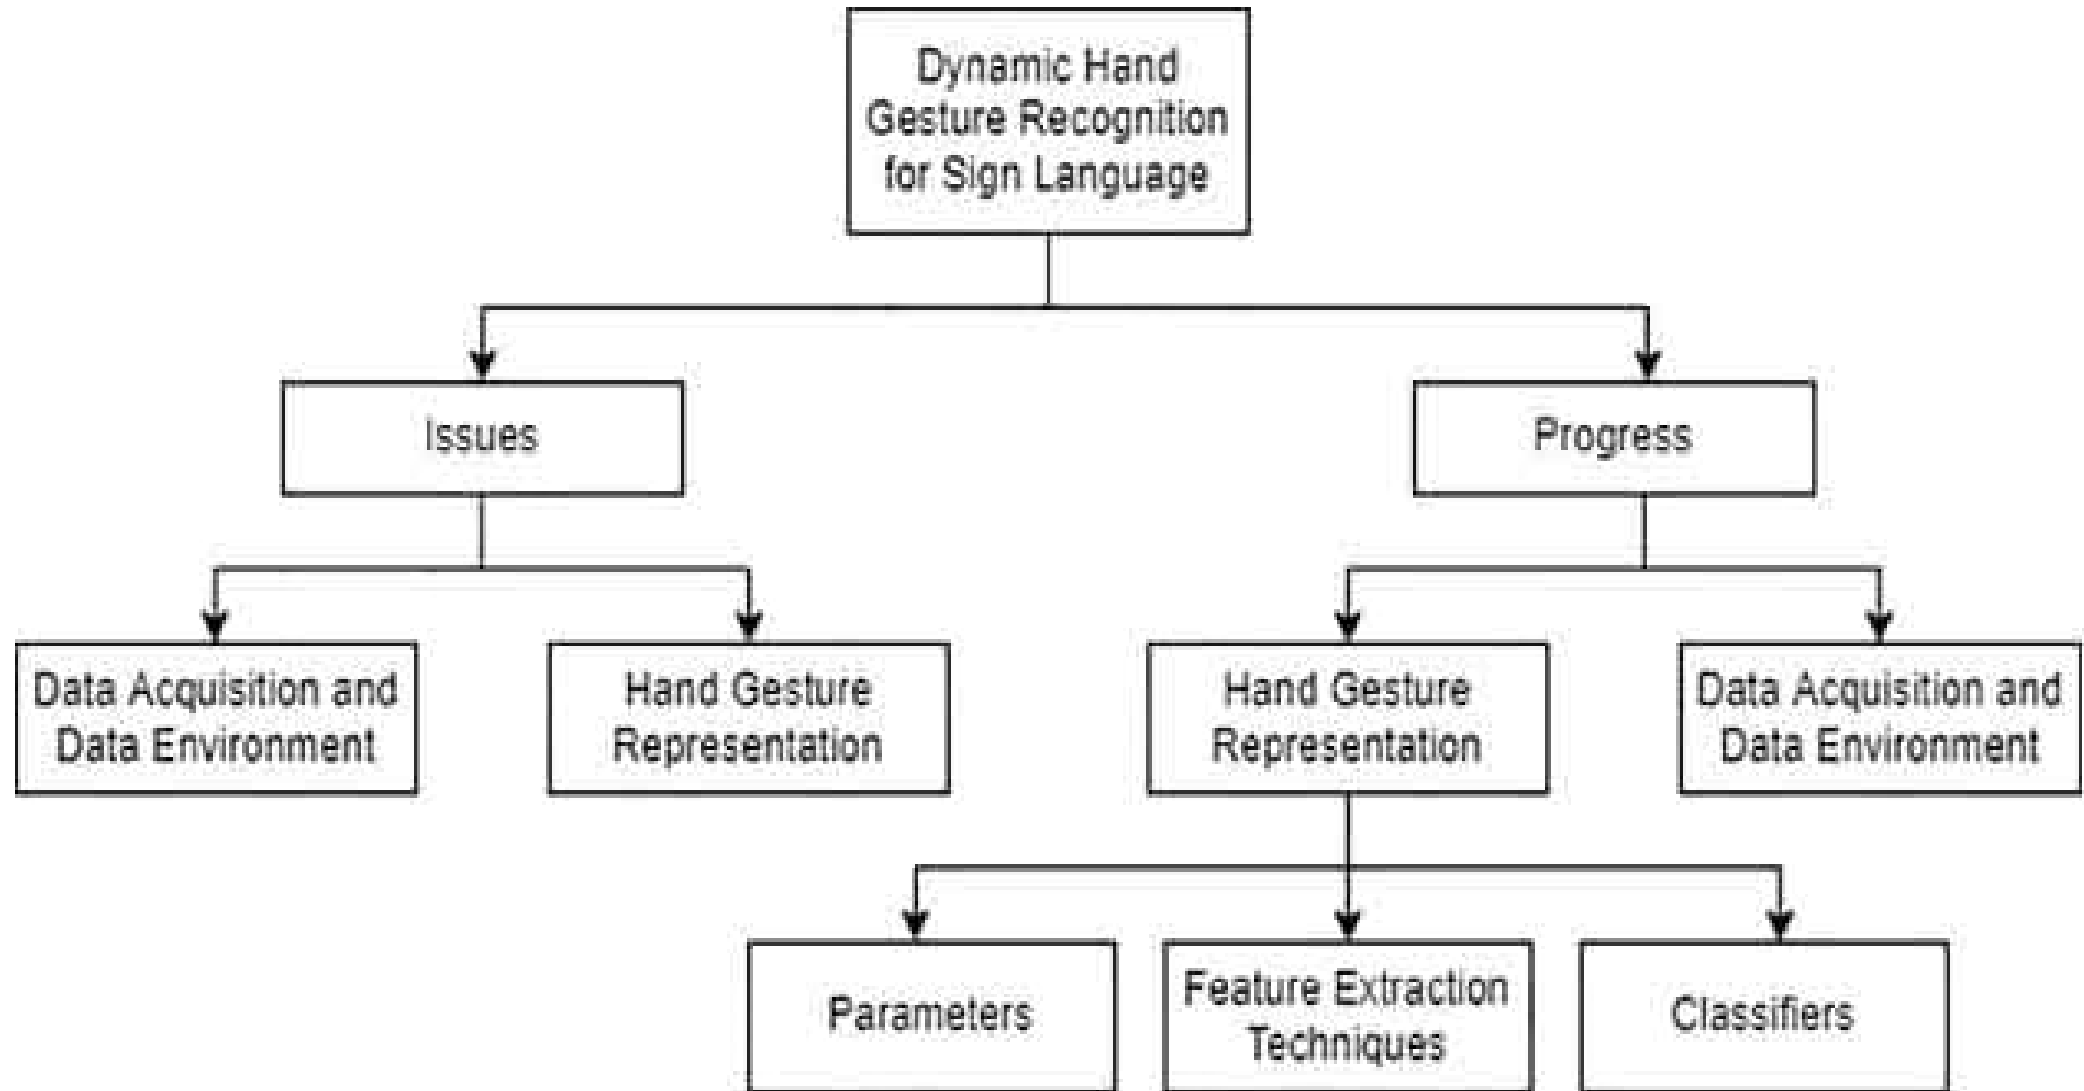 Dynamic Hand
Gesture Recognition
for Sign Language
Issues
Progress
Data Acquisition and
Data Environment
Hand Gesture
Representation
Hand Gesture
Representation
Data Acquisition and
Data Environment
Parameters
Feature Extraction
Techniques
Classifiers